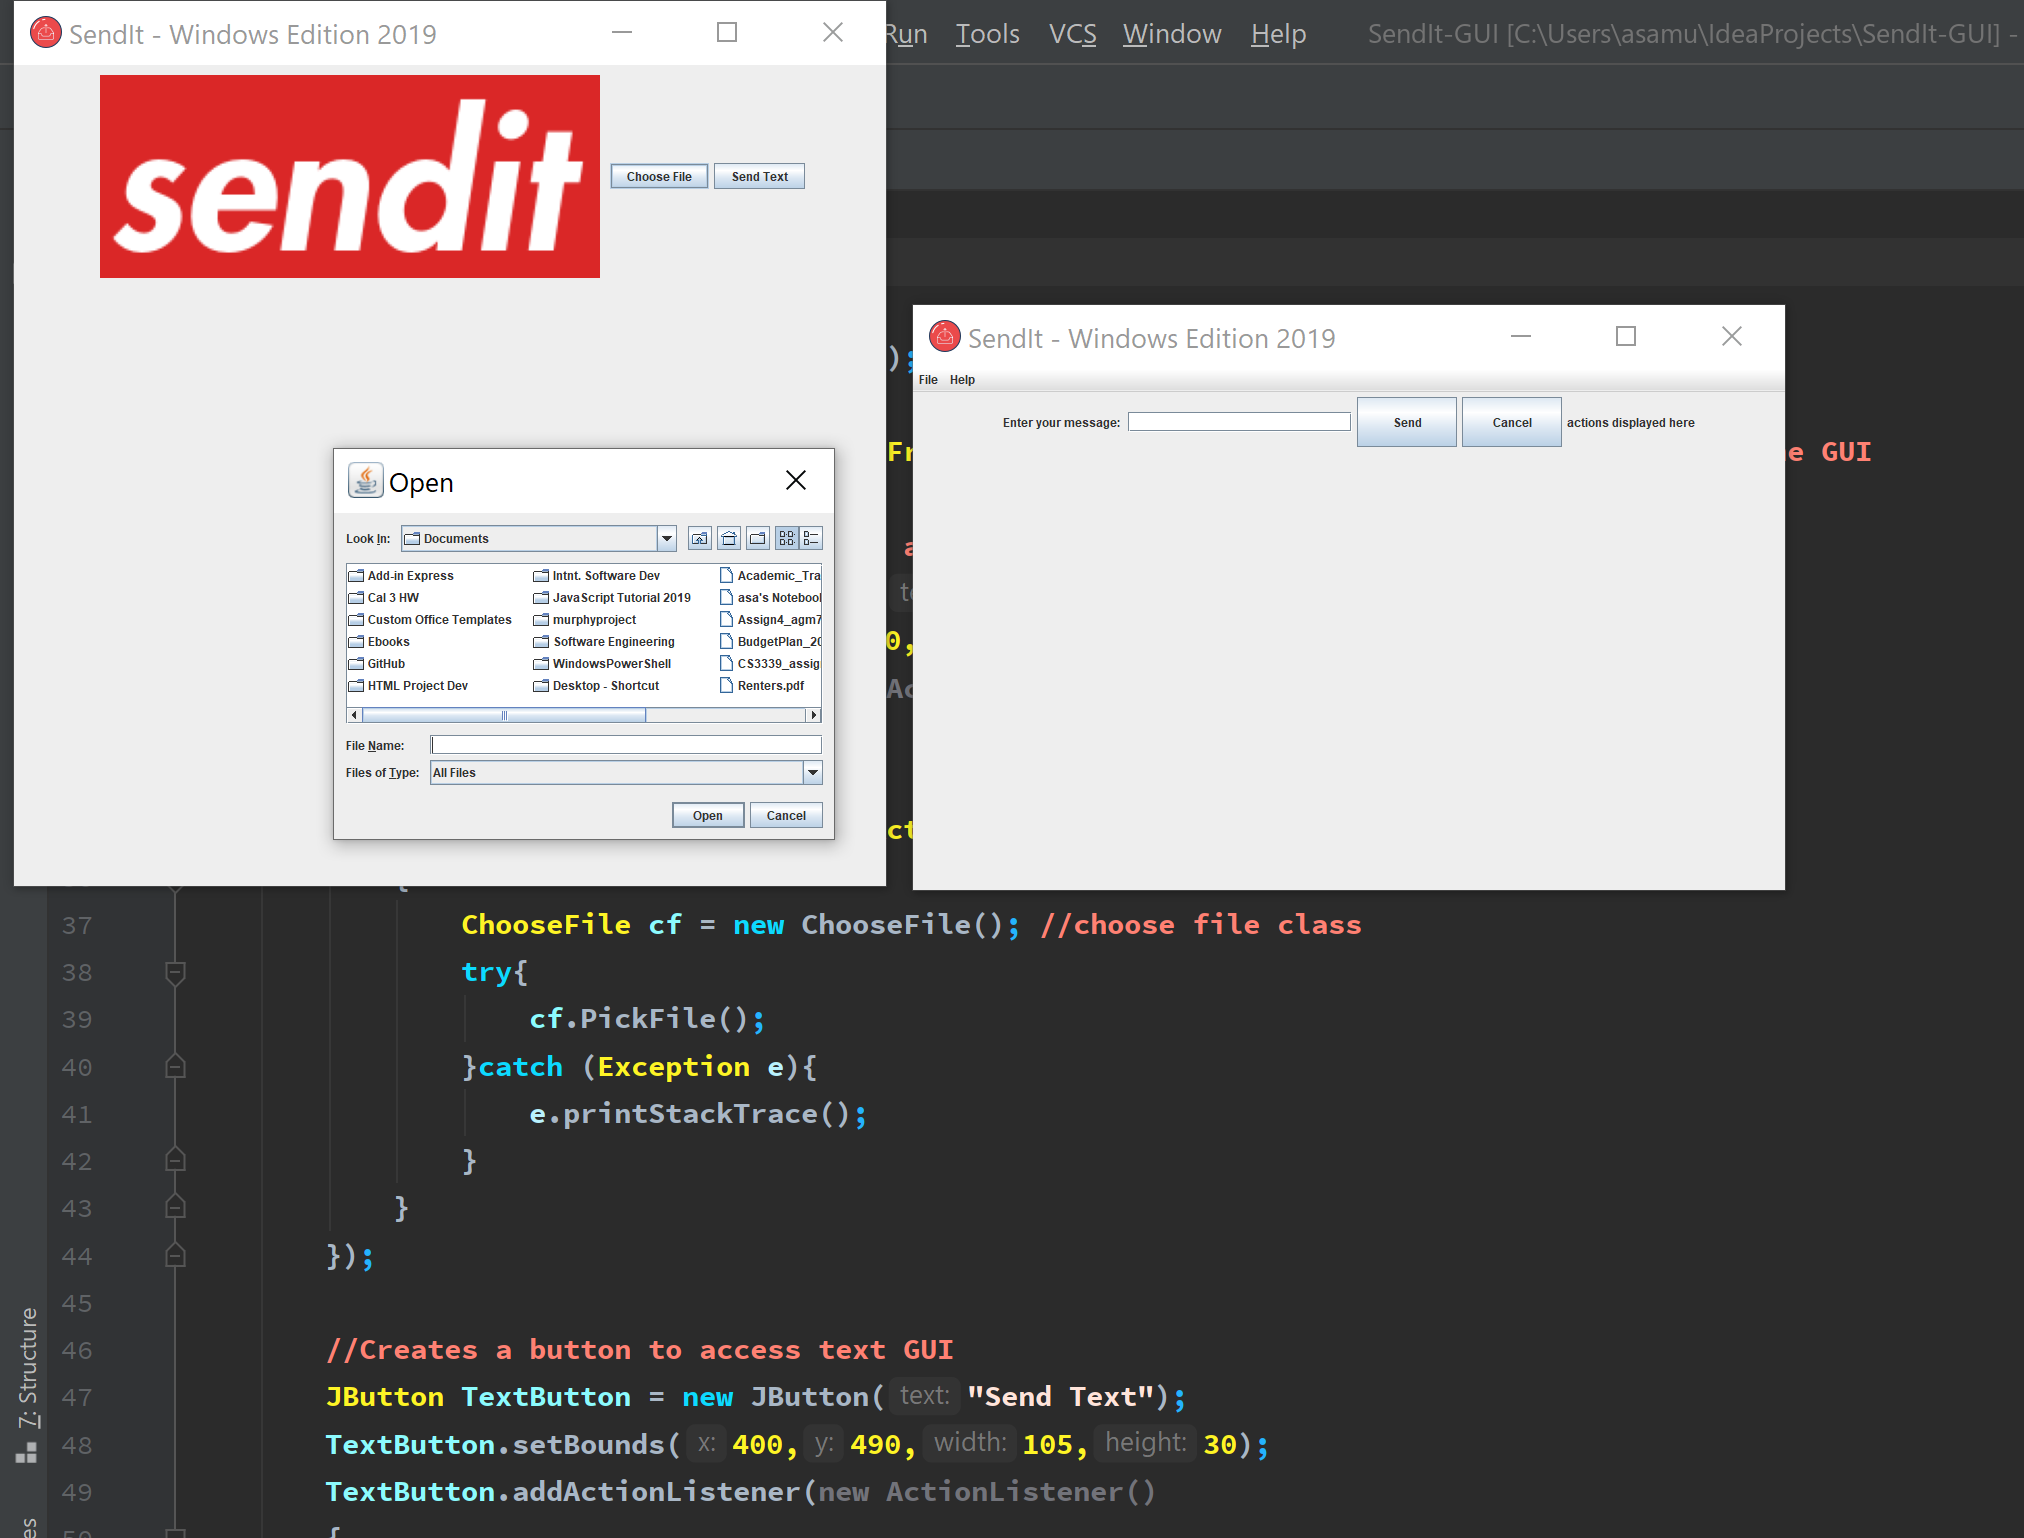 SendIt - Windows Edition 2019
Run Tools VCS Window Help SendIt-GUI [C:\Users\asamu\IdeaProjects\SendIt-GUI] -
sendit
Choose File Send Text
Open
Look In: Documents
Add-in Express
Cal 3 HW
Custom Office Templates
Ebooks
GitHub
HTML Project Dev
Intnt. Software Dev
JavaScript Tutorial 2019
murphyproject
Software Engineering
WindowsPowerShell
Desktop - Shortcut
Academic_Tra
asa's Notebool
Assign4_agm7
BudgetPlan_20
CS3339_assig
Renters.pdf
File Name:
Files of Type: All Files
Open Cancel
SendIt - Windows Edition 2019
File Help
Enter your message: Send Cancel actions displayed here
);
Fr e GUI
a
te
0,
Ac
ct
{
37 ChooseFile cf = new ChooseFile(); //choose file class
38 try{
39 cf.PickFile();
40 }catch (Exception e){
41 e.printStackTrace();
42 }
43 }
44 });
45
46 //Creates a button to access text GUI
47 JButton TextButton = new JButton( text: "Send Text");
48 TextButton.setBounds( x: 400, y: 490, width: 105, height: 30);
49 TextButton.addActionListener(new ActionListener()
50 {
7: Structure
es